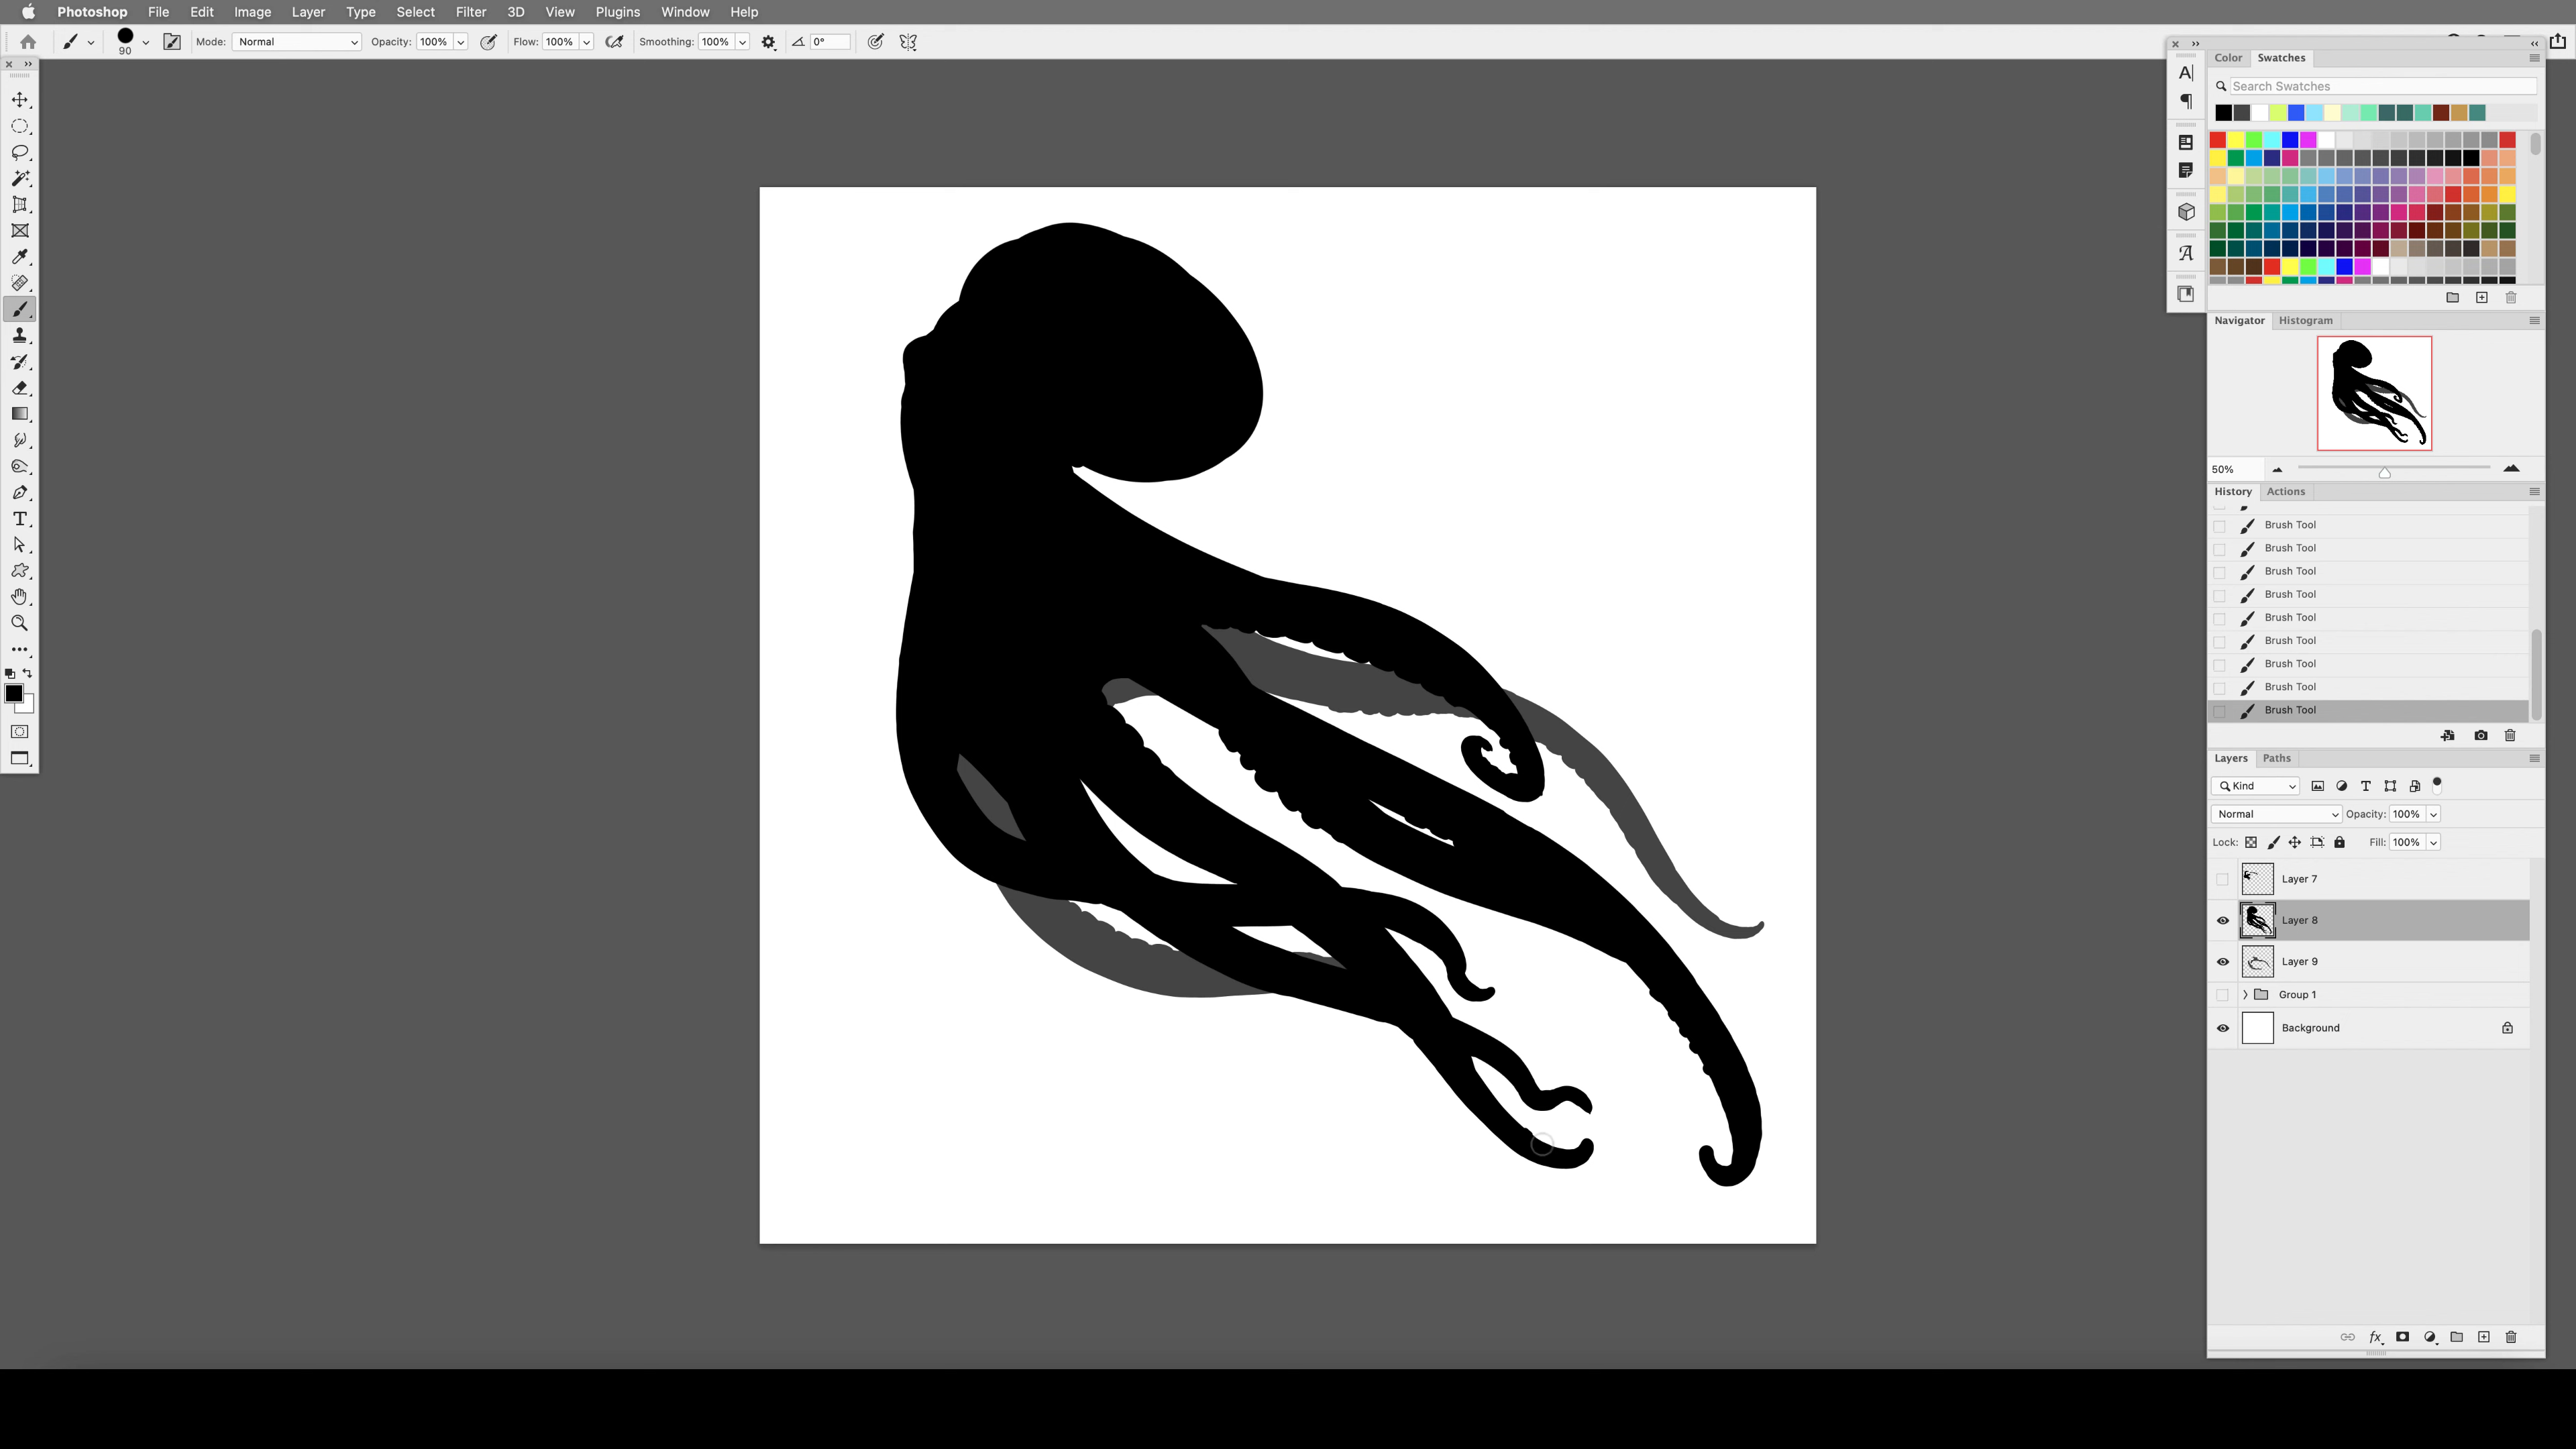 Photoshop File Edit Image Layer Type Select Filter 3D View Plugins Window Help
90 Mode: Normal Opacity: 100% Flow: 100% Smoothing: 100% 0°
Color Swatches
Search Swatches
Navigator Histogram
50%
History Actions
Brush Tool
Brush Tool
Brush Tool
Brush Tool
Brush Tool
Brush Tool
Brush Tool
Brush Tool
Brush Tool
Layers Paths
Kind
Normal Opacity: 100%
Lock: Fill: 100%
Layer 7
Layer 8
Layer 9
Group 1
Background
fx